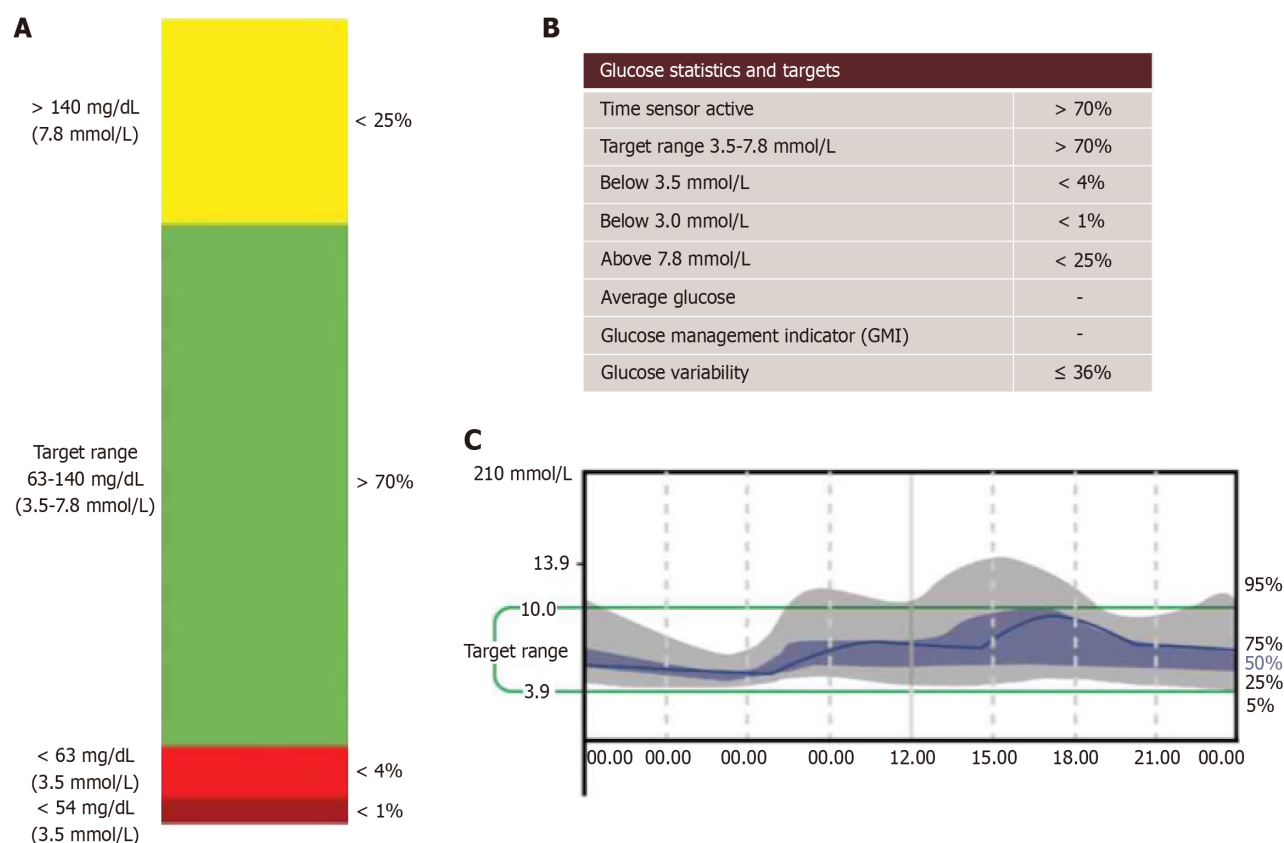 A
> 140 mg/dL
(7.8 mmol/L)
< 25%
Target range
63-140 mg/dL
(3.5-7.8 mmol/L)
> 70%
< 63 mg/dL
(3.5 mmol/L)
< 4%
< 54 mg/dL
(3.5 mmol/L)
< 1%
B
Glucose statistics and targets
Time sensor active > 70%
Target range 3.5-7.8 mmol/L > 70%
Below 3.5 mmol/L < 4%
Below 3.0 mmol/L < 1%
Above 7.8 mmol/L < 25%
Average glucose -
Glucose management indicator (GMI) -
Glucose variability ≤ 36%
C
210 mmol/L
13.9
10.0
Target range
3.9
95%
75%
50%
25%
5%
00.00 00.00 00.00 00.00 12.00 15.00 18.00 21.00 00.00